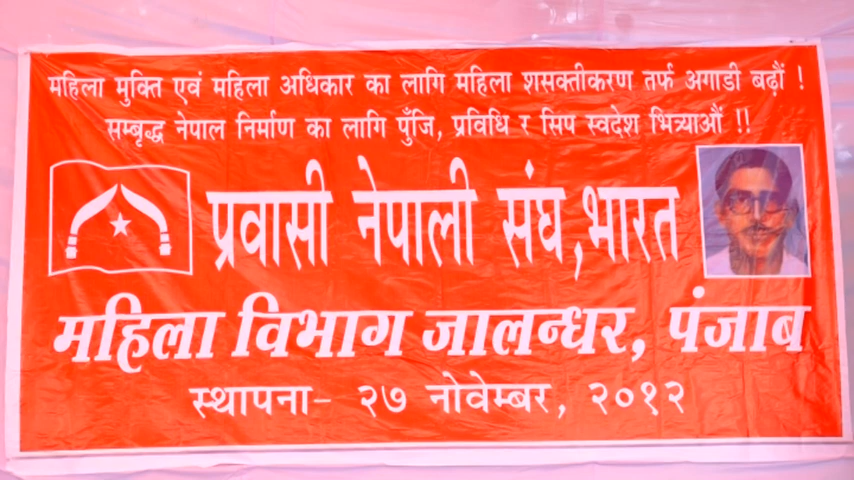 महिला मुक्ति एवं महिला अधिकार का लागि महिला शसक्तीकरण तर्फ अगाडी बढ़ौं !
सम्बृद्ध नेपाल निर्माण का लागि पुँजि, प्रविधि र सिप स्वदेश भित्र्याऔं !!
प्रवासी नेपाली संघ,भारत
महिला विभाग जालन्धर, पंजाब
स्थापना- २७ नोवेम्बर, २०१२